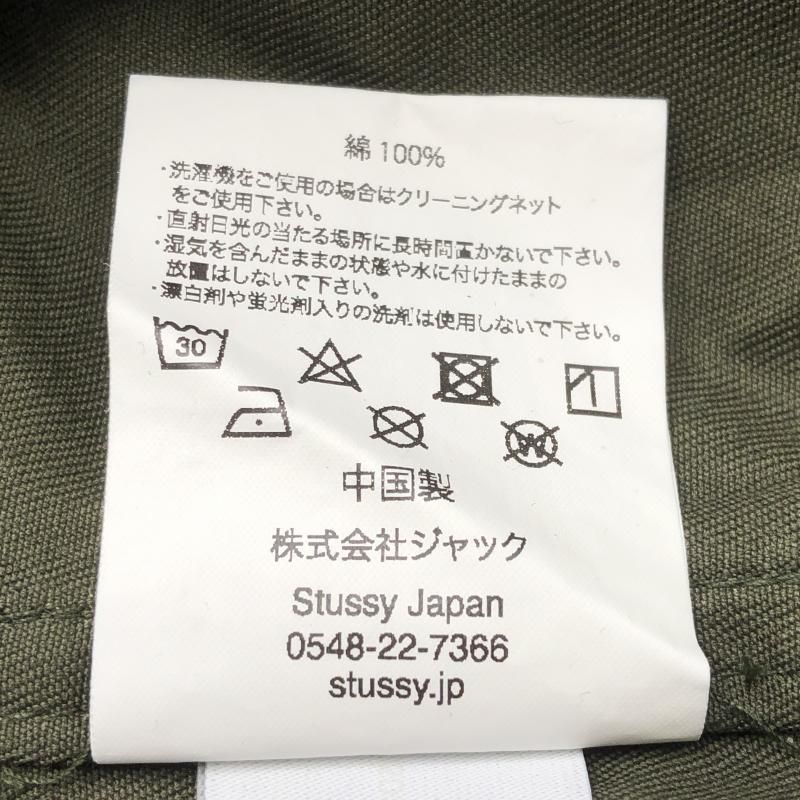 綿100%
・洗濯機をご使用の場合はクリーニングネット
をご使用下さい。
・直射日光の当たる場所に長時間置かないで下さい。
・湿気を含んだままの状態や水に付けたままの
放置はしないで下さい。
・漂白剤や蛍光剤入りの洗剤は使用しないで下さい。
30
W
中国製
株式会社ジャック
Stussy Japan
0548-22-7366
stussy.jp